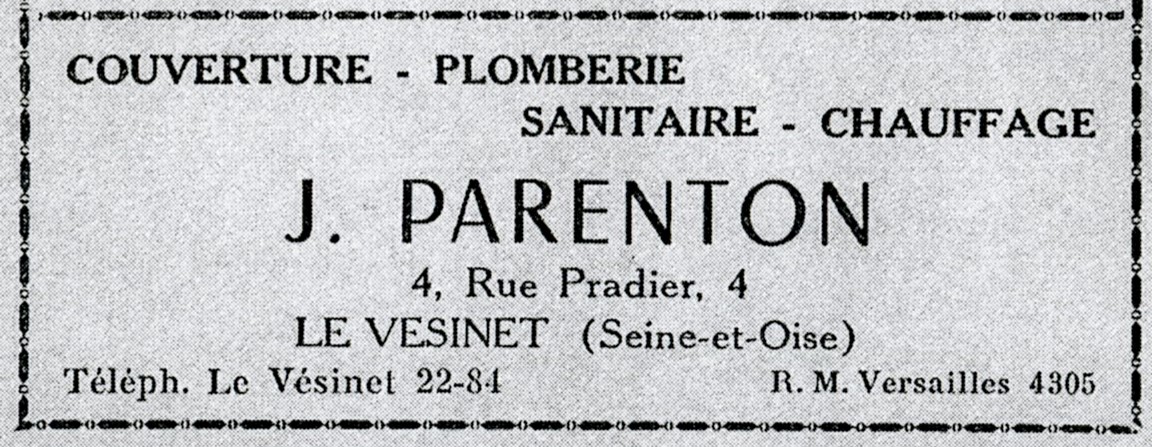 COUVERTURE - PLOMBERIE
SANITAIRE - CHAUFFAGE
J. PARENTON
4, Rue Pradier, 4
LE VESINET (Seine-et-Oise)
Téléph. Le Vésinet 22-84 R. M. Versailles 4305